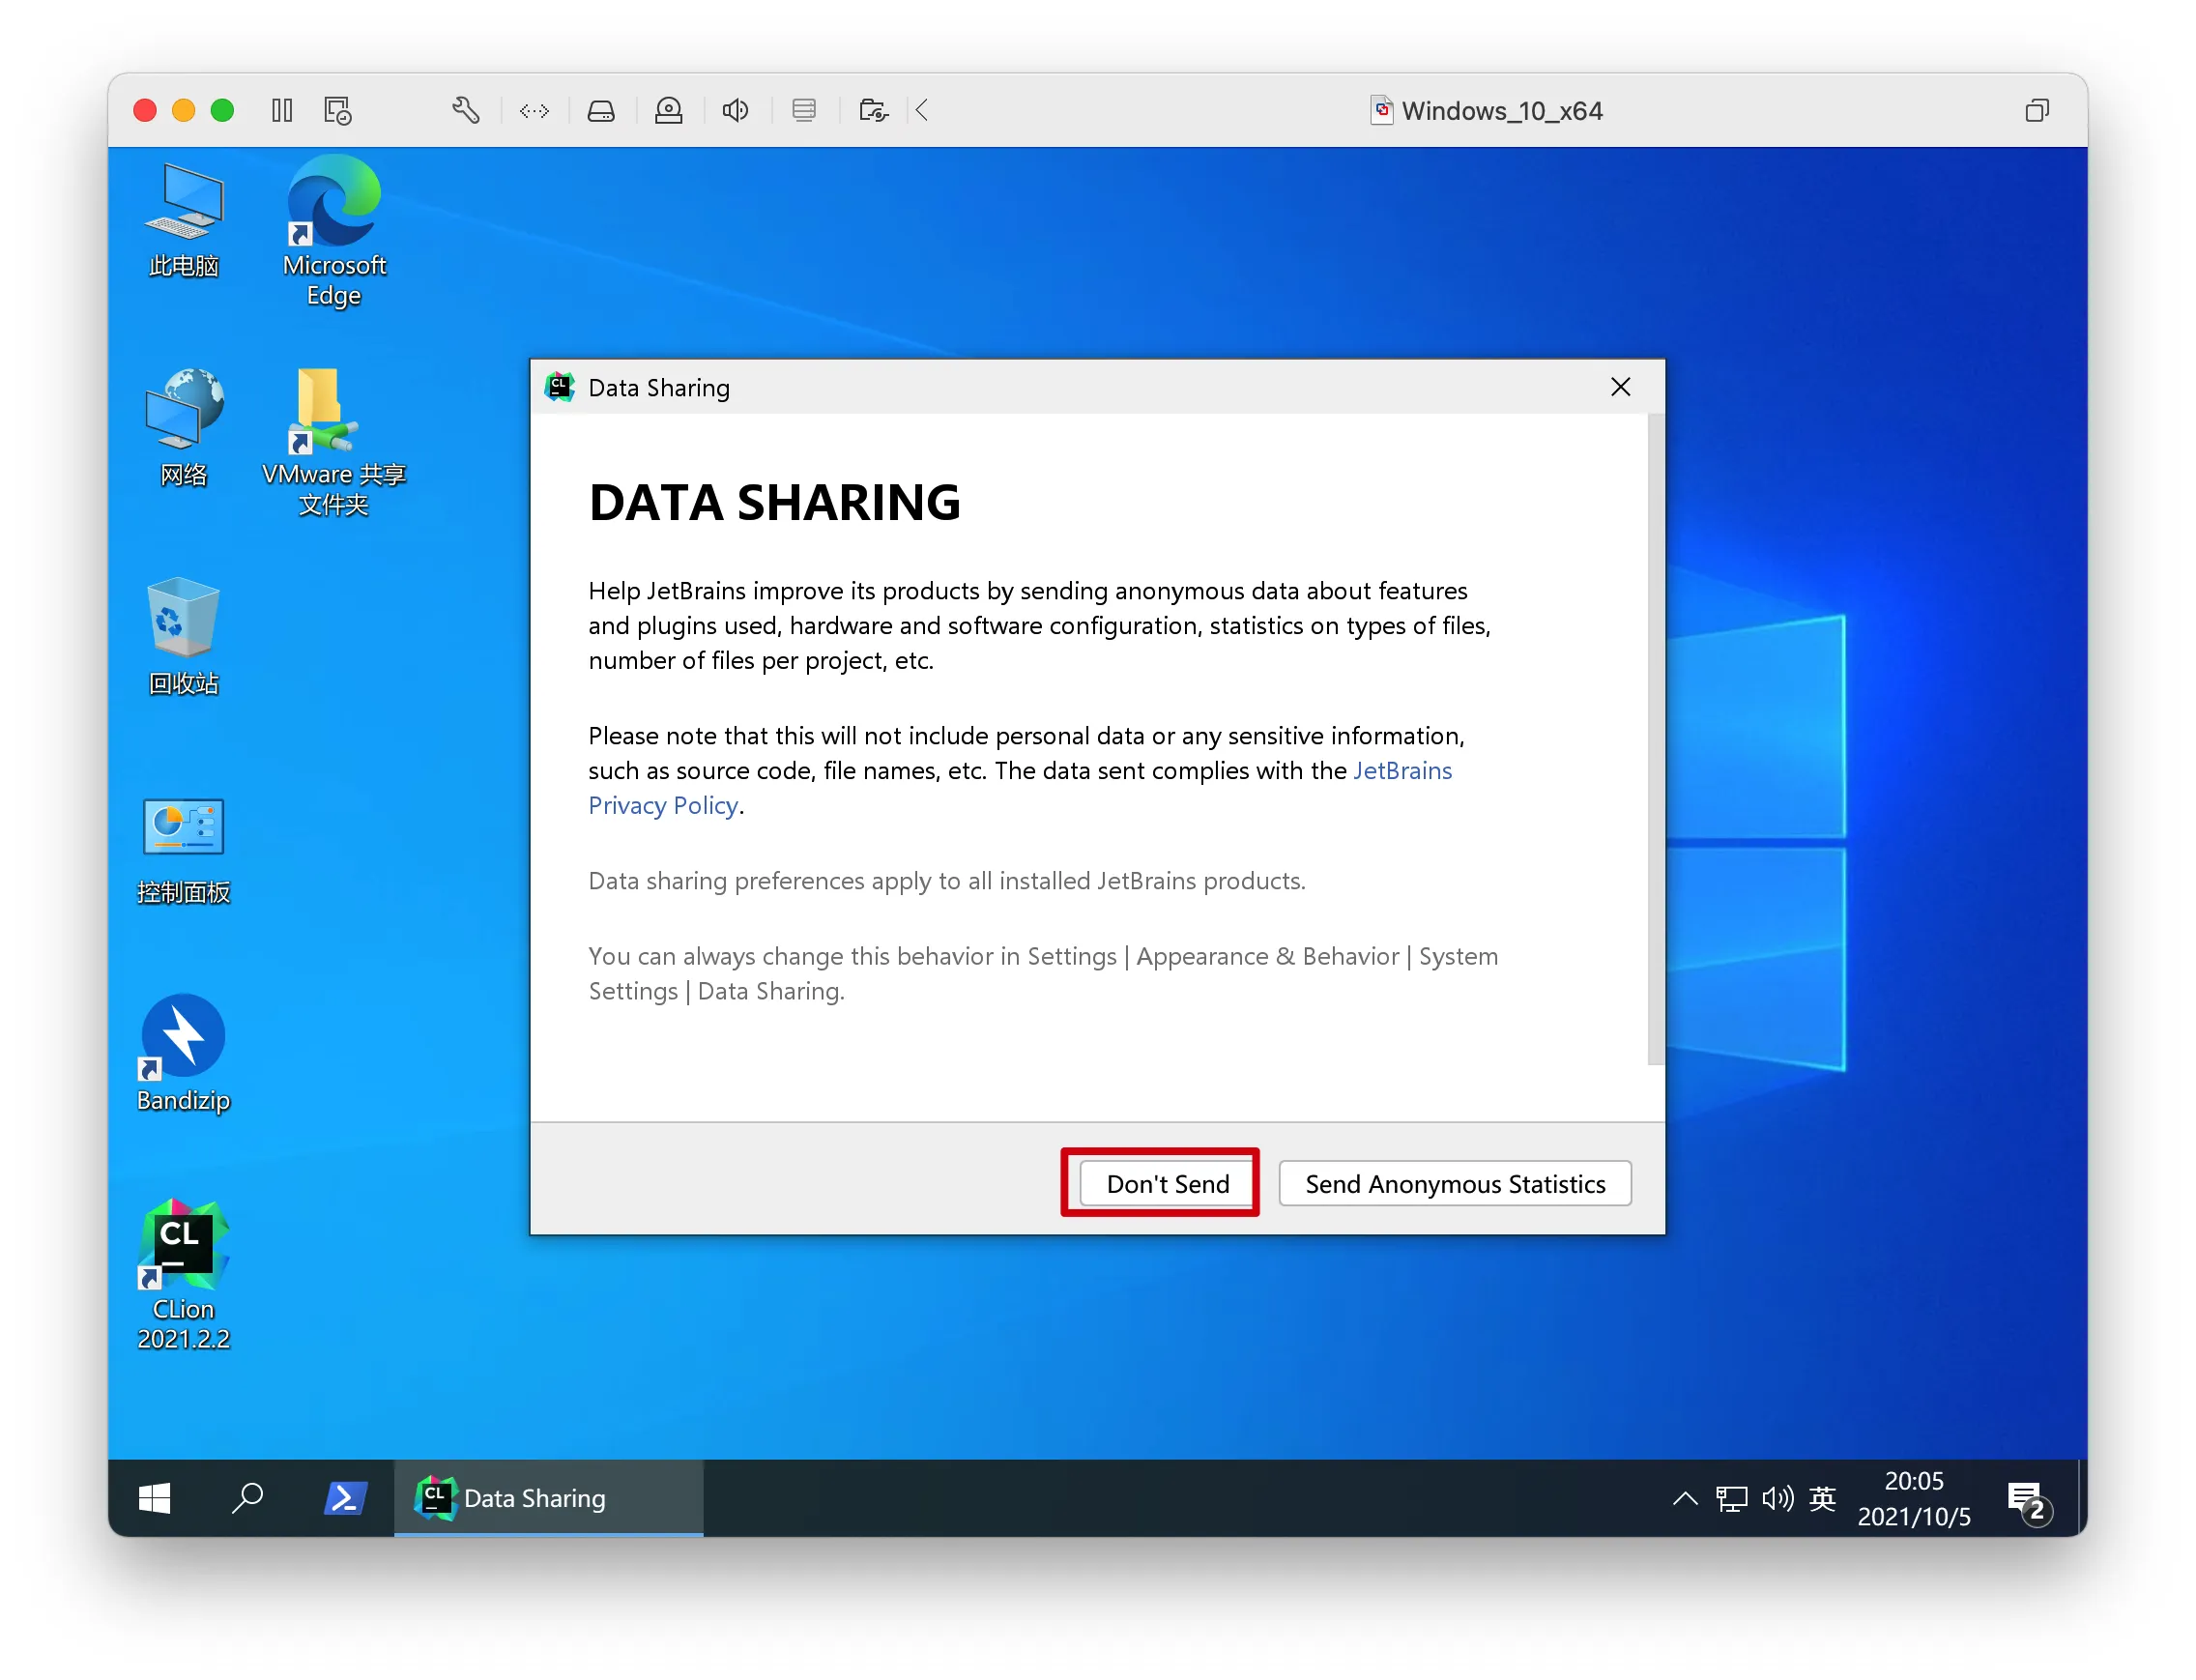 Windows_10_x64
此电脑
Microsoft
Edge
网络
VMware 共享
文件夹
回收站
控制面板
Bandizip
CL
CLion
2021.2.2
CL
Data Sharing
DATA SHARING
Help JetBrains improve its products by sending anonymous data about features
and plugins used, hardware and software configuration, statistics on types of files,
number of files per project, etc.
Please note that this will not include personal data or any sensitive information,
such as source code, file names, etc. The data sent complies with the JetBrains
Privacy Policy.
Data sharing preferences apply to all installed JetBrains products.
You can always change this behavior in Settings | Appearance & Behavior | System
Settings | Data Sharing.
Don't Send
Send Anonymous Statistics
CL
Data Sharing
英
20:05
2021/10/5
2